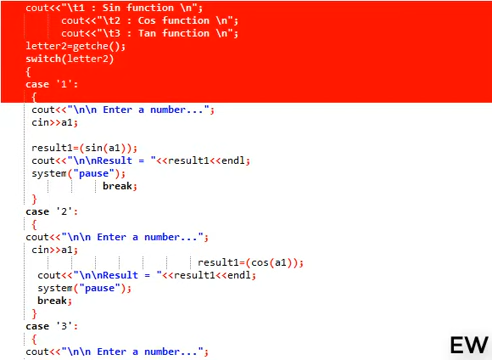 cout<<"\t1 : Sin function \n";
cout<<"\t2 : Cos function \n";
cout<<"\t3 : Tan function \n";
letter2=getche();
switch(letter2)
{
case '1':
{
cout<<"\n\n Enter a number...";
cin>>a1;
result1=(sin(a1));
cout<<"\n\nResult = "<<result1<<endl;
system("pause");
break;
}
case '2':
{
cout<<"\n\n Enter a number...";
cin>>a1;
result1=(cos(a1));
cout<<"\n\nResult = "<<result1<<endl;
system("pause");
break;
}
case '3':
{
cout<<"\n\n Enter a number...";
EW